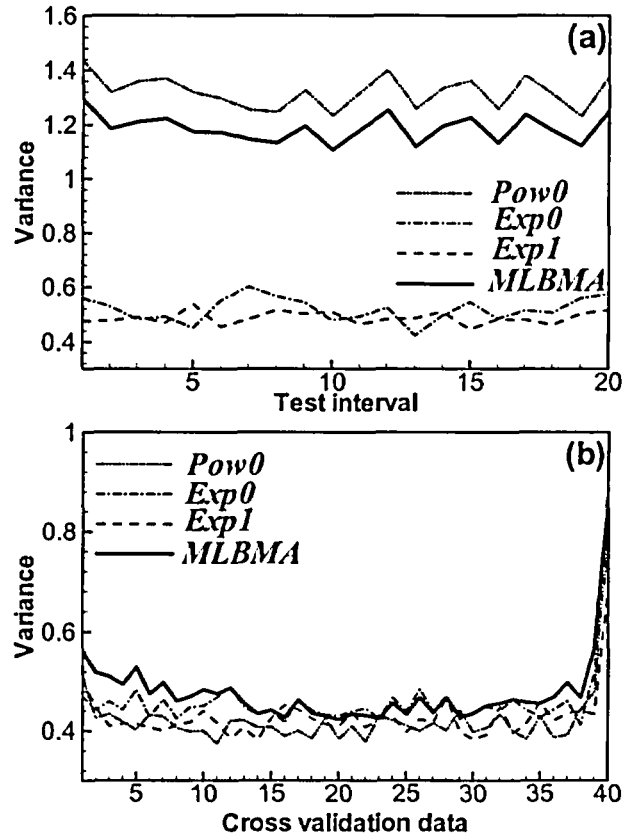 (a)
Variance
1.6
1.4
1.2
1
0.8
0.6
0.4
Pow0
Exp0
Exp1
MLBMA
5
10
15
20
Test interval
(b)
Variance
1
0.8
0.6
0.4
Pow0
Exp0
Exp1
MLBMA
5
10
15
20
25
30
35
40
Cross validation data